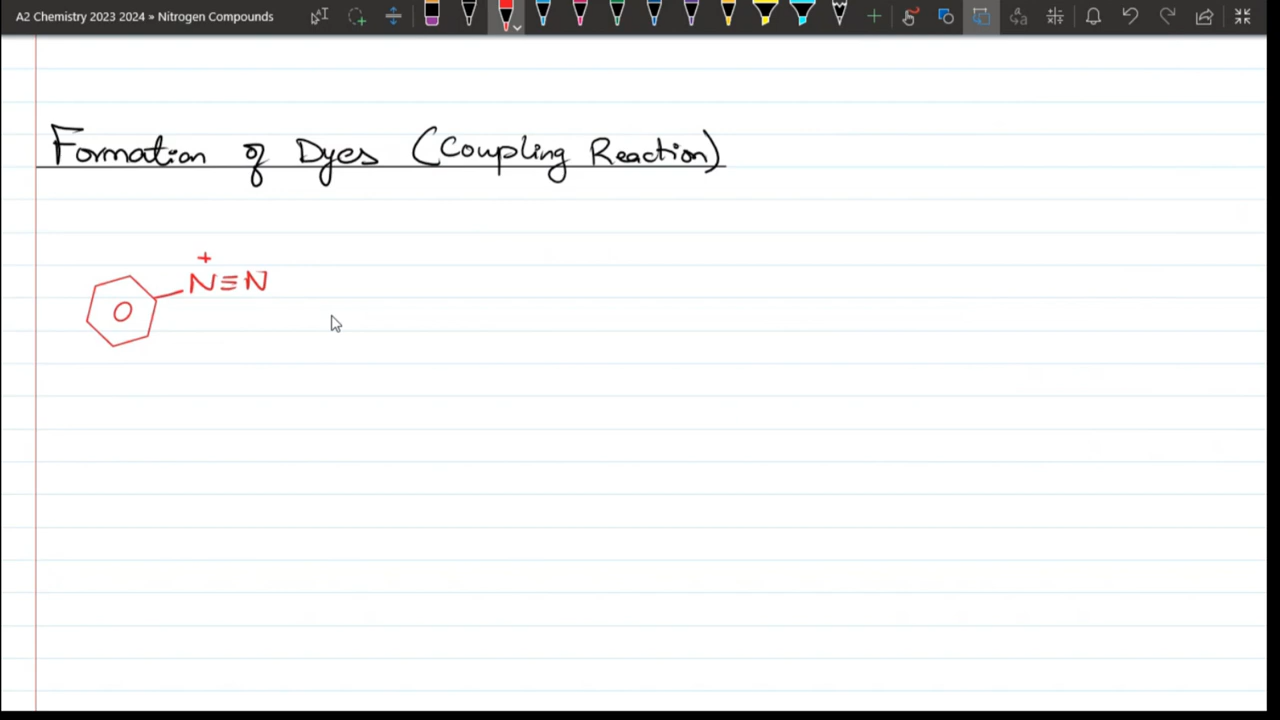 A2 Chemistry 2023 2024 » Nitrogen Compounds
Formation of Dyes (Coupling Reaction)
+
N≡N